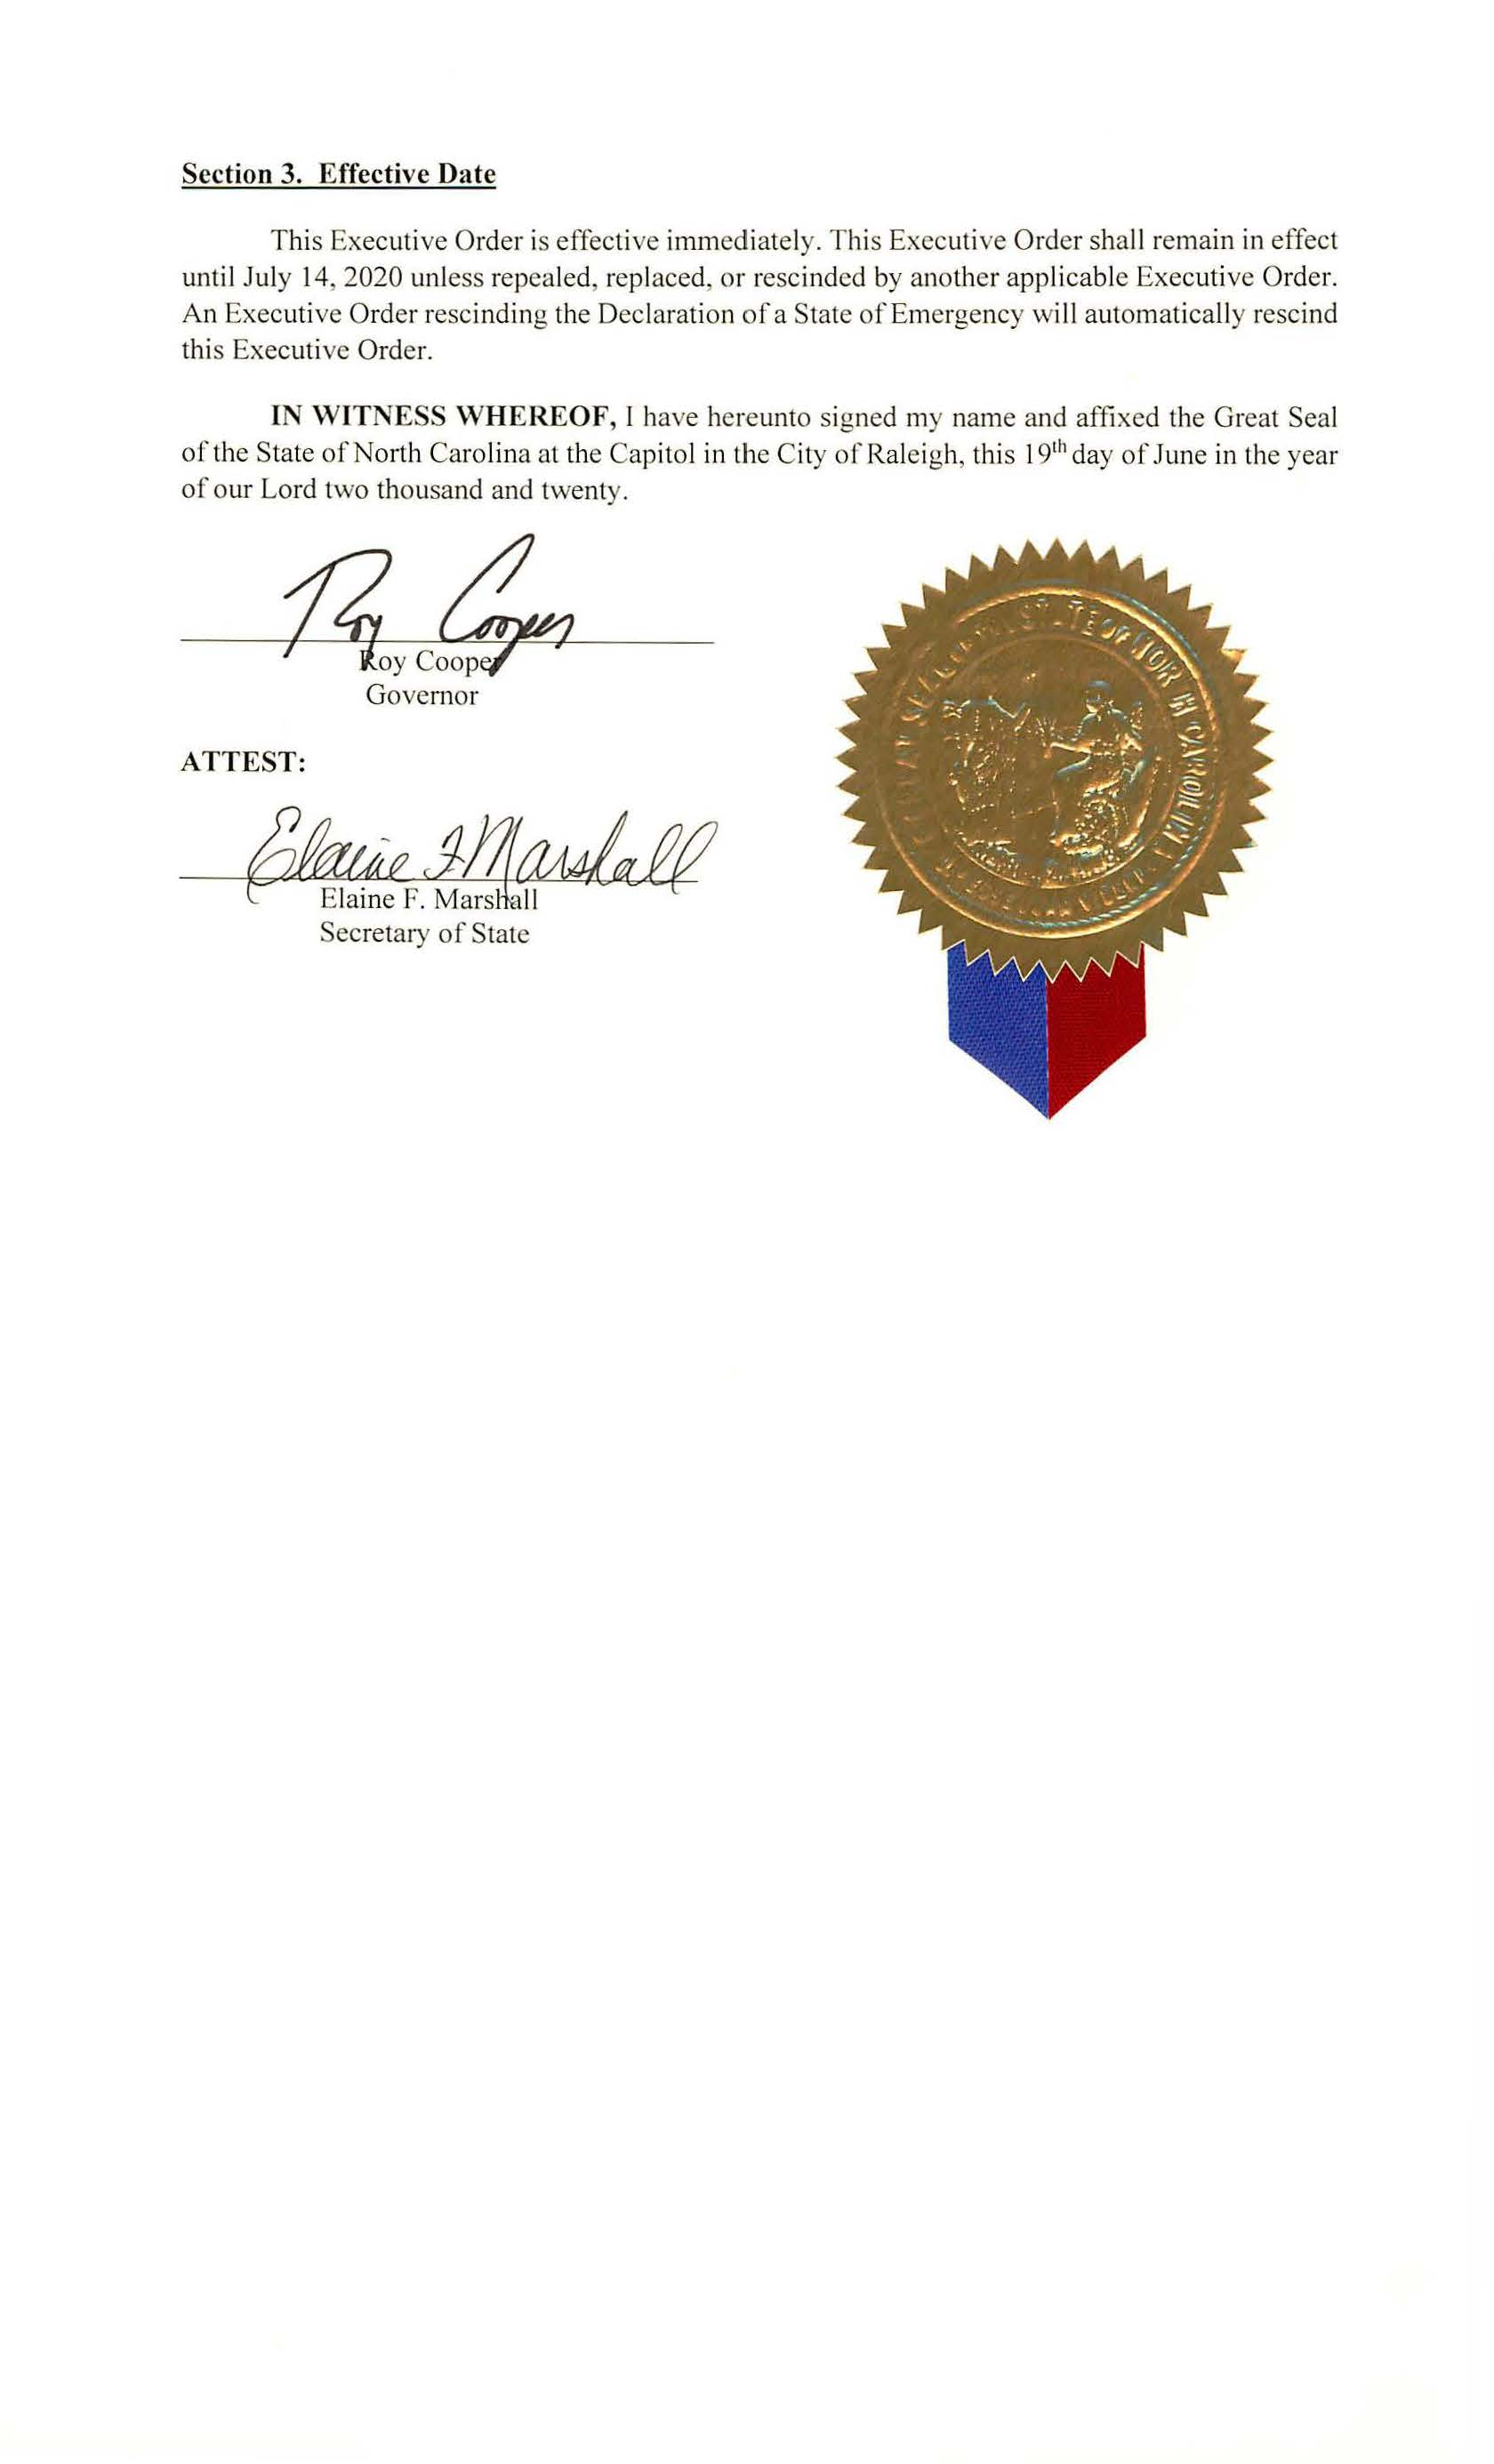 Section 3. Effective Date
This Executive Order is effective immediately. This Executive Order shall remain in effect
until July 14, 2020 unless repealed, replaced, or rescinded by another applicable Executive Order.
An Executive Order rescinding the Declaration of a State of Emergency will automatically rescind
this Executive Order.
IN WITNESS WHEREOF, I have hereunto signed my name and affixed the Great Seal
of the State of North Carolina at the Capitol in the City of Raleigh, this 19th day of June in the year
of our Lord two thousand and twenty.
Roy Cooper
Roy Cooper
Governor
ATTEST:
Elaine F Marshall
Elaine F. Marshall
Secretary of State